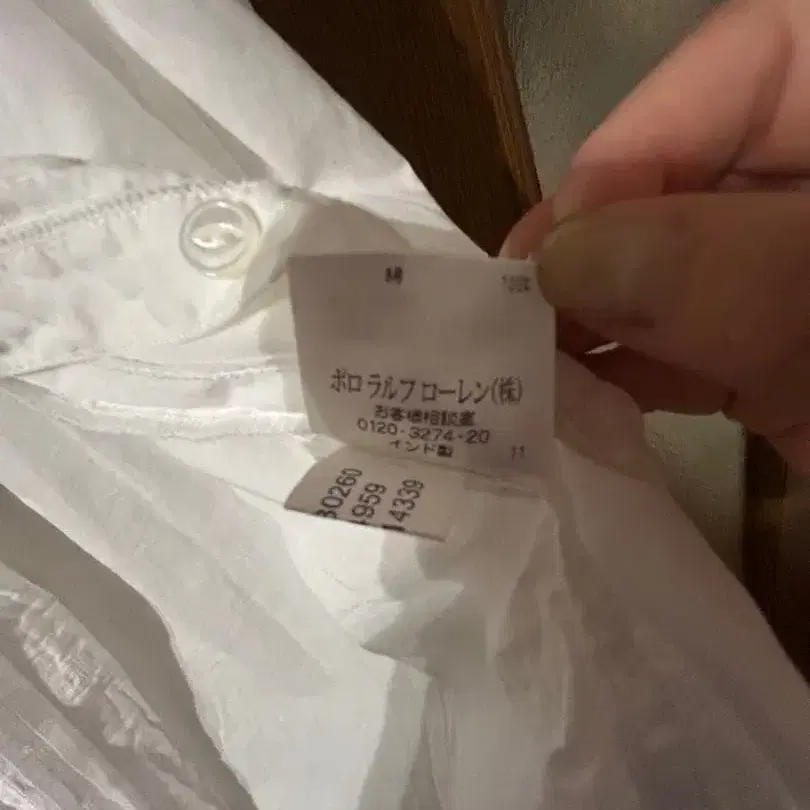 綿 100%
ポロ ラルフ ローレン(株)
お客様相談室
0120-3274-20
インド製 11
30260
4959
14339